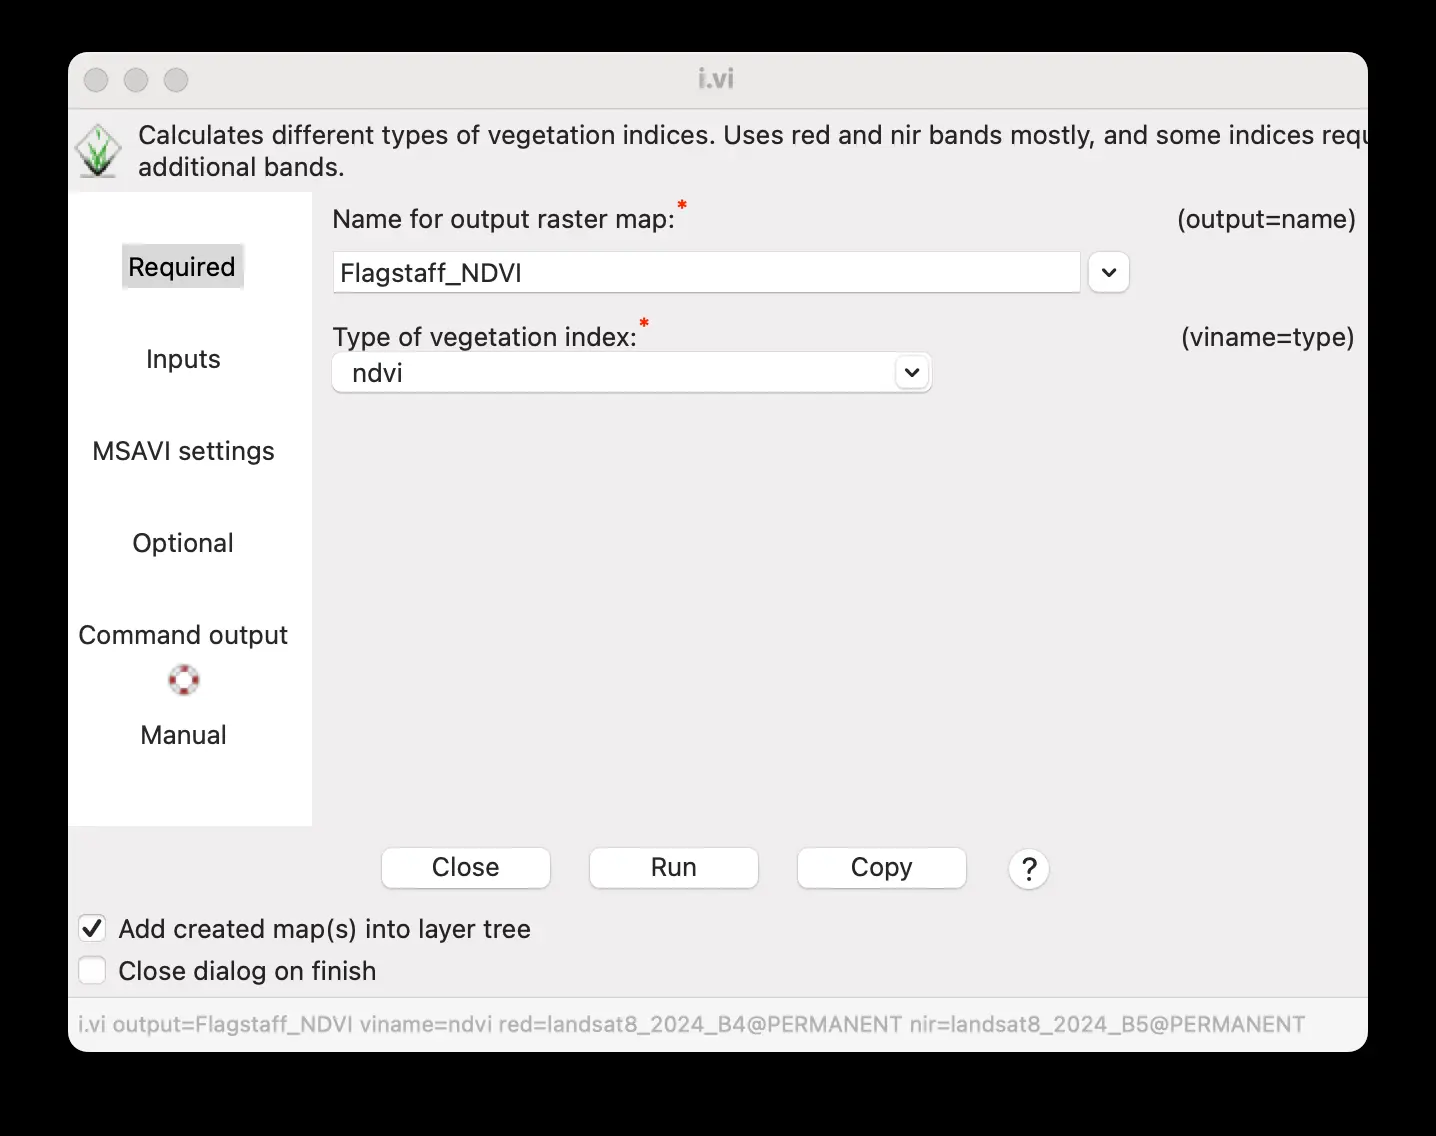 i.vi
Calculates different types of vegetation indices. Uses red and nir bands mostly, and some indices requ
additional bands.
Required
Inputs
MSAVI settings
Optional
Command output
Manual
Name for output raster map:*
(output=name)
Flagstaff_NDVI
Type of vegetation index:*
(viname=type)
ndvi
Close
Run
Copy
?
Add created map(s) into layer tree
Close dialog on finish
i.vi output=Flagstaff_NDVI viname=ndvi red=landsat8_2024_B4@PERMANENT nir=landsat8_2024_B5@PERMANENT